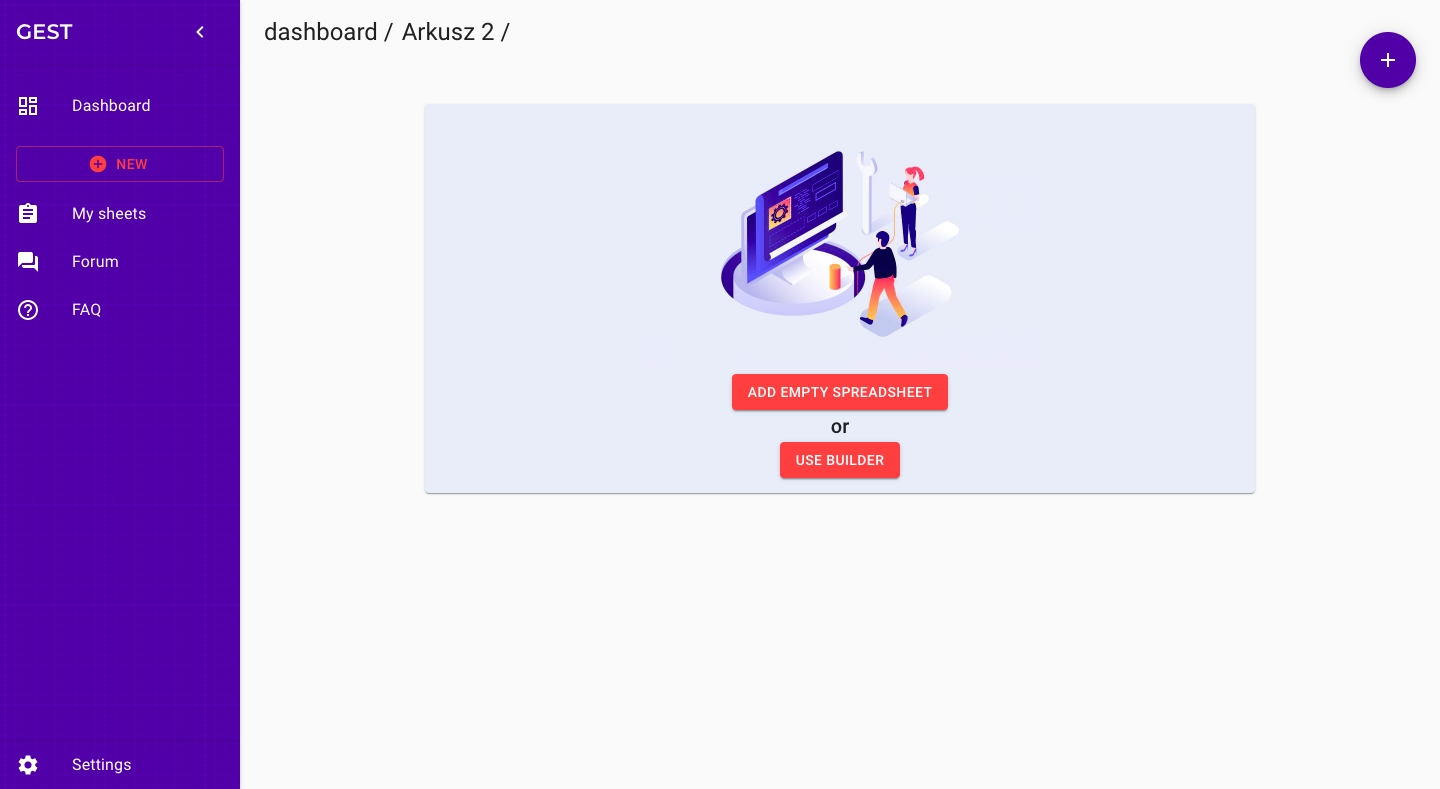 GEST
Dashboard
NEW
My sheets
Forum
FAQ
Settings
dashboard / Arkusz 2 /
ADD EMPTY SPREADSHEET
or
USE BUILDER